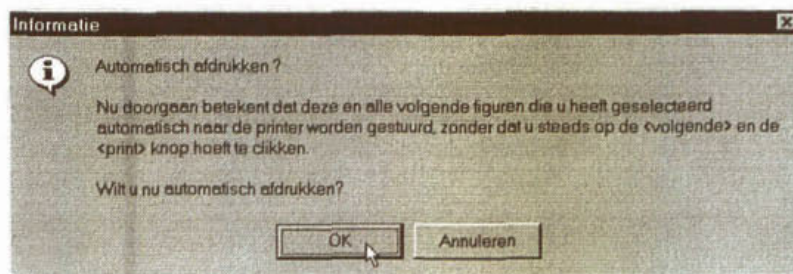 Informatie
Automatisch afdrukken ?
Nu doorgaan betekent dat deze en alle volgende figuren die u heeft geselecteerd
automatisch naar de printer worden gestuurd, zonder dat u steeds op de <volgende> en de
<print> knop hoeft te clikken.
Wilt u nu automatisch afdrukken?
OK
Annuleren